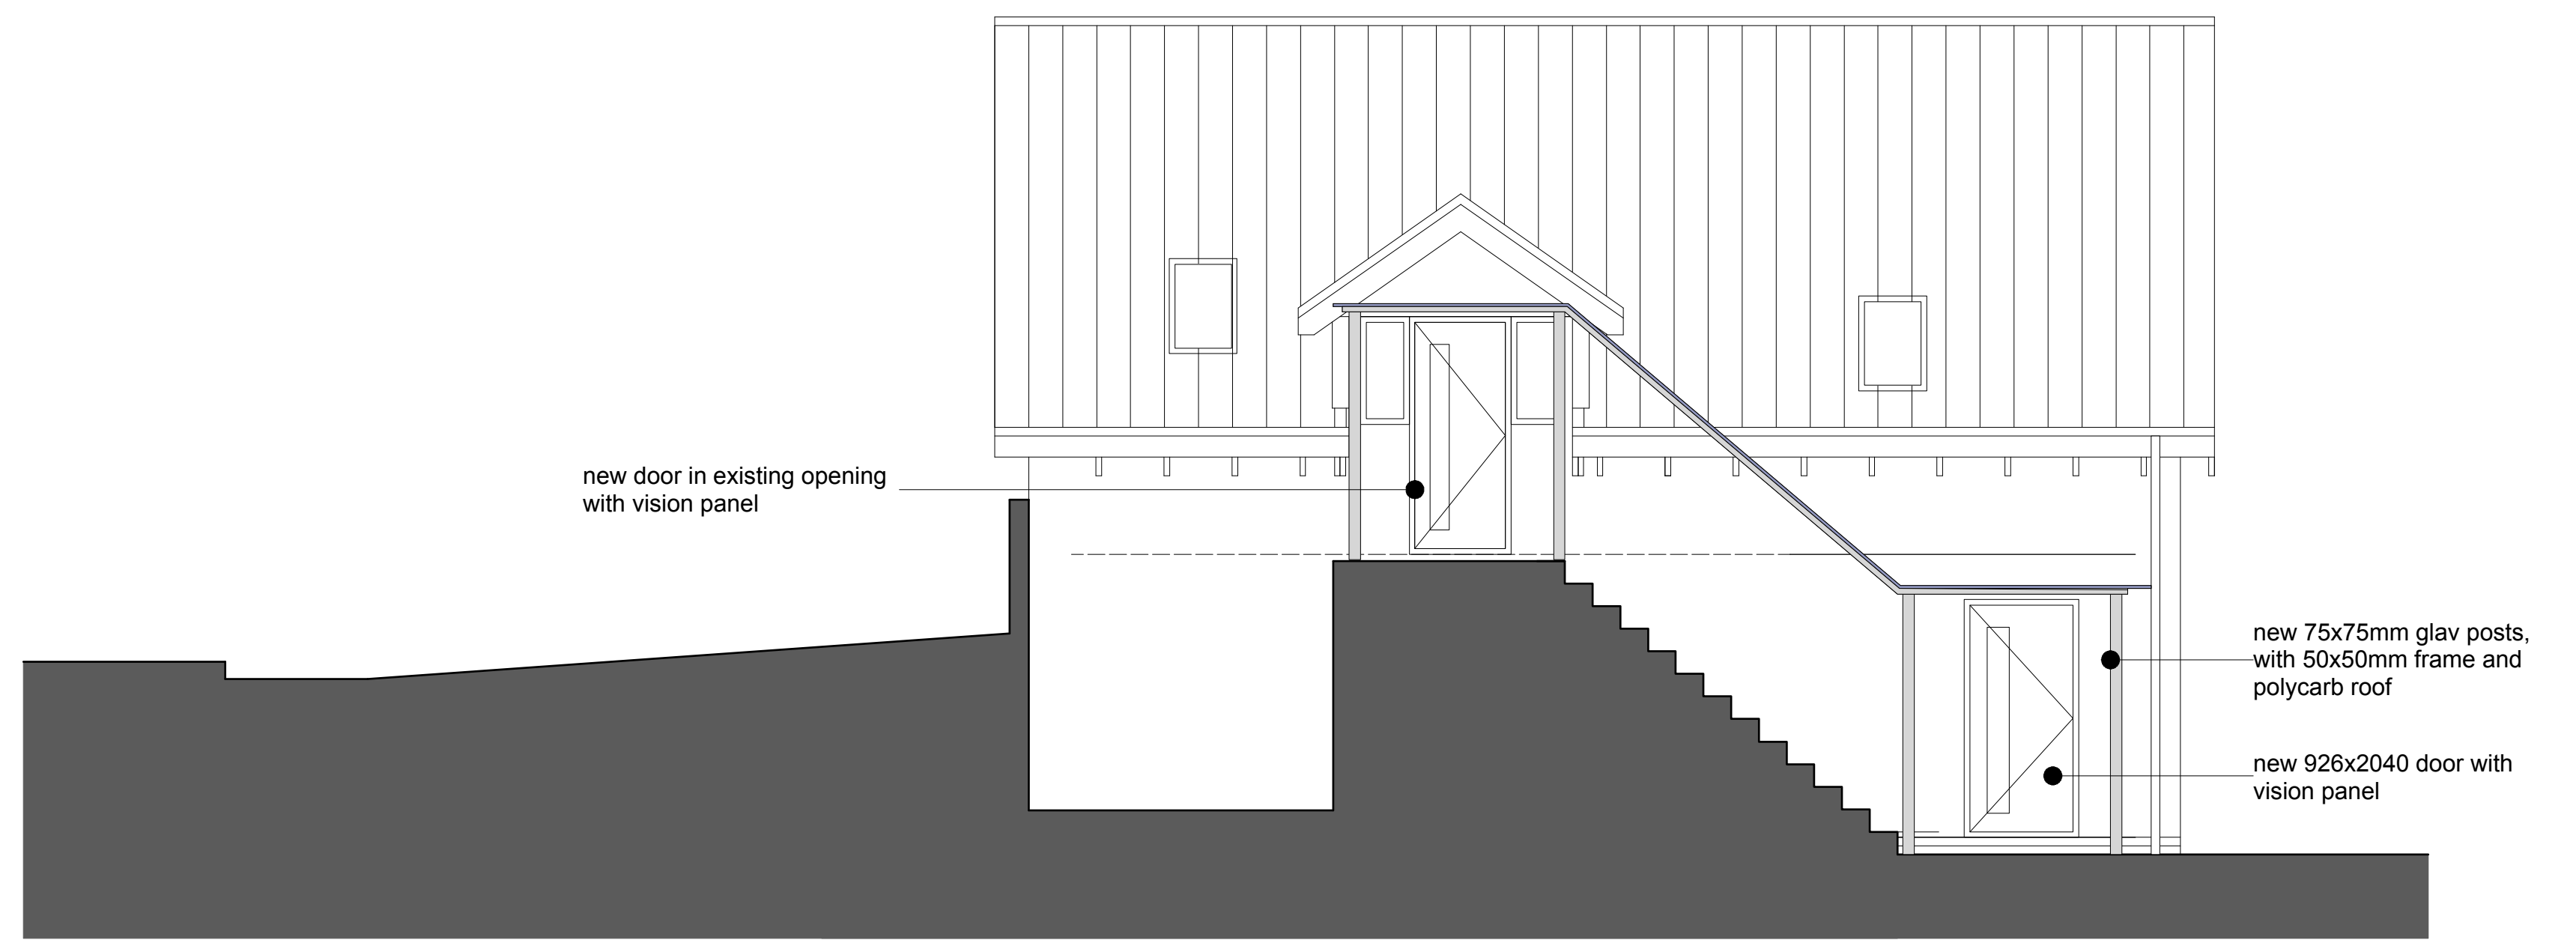 new door in existing opening
with vision panel
new 75x75mm glav posts,
with 50x50mm frame and
polycarb roof
new 926x2040 door with
vision panel